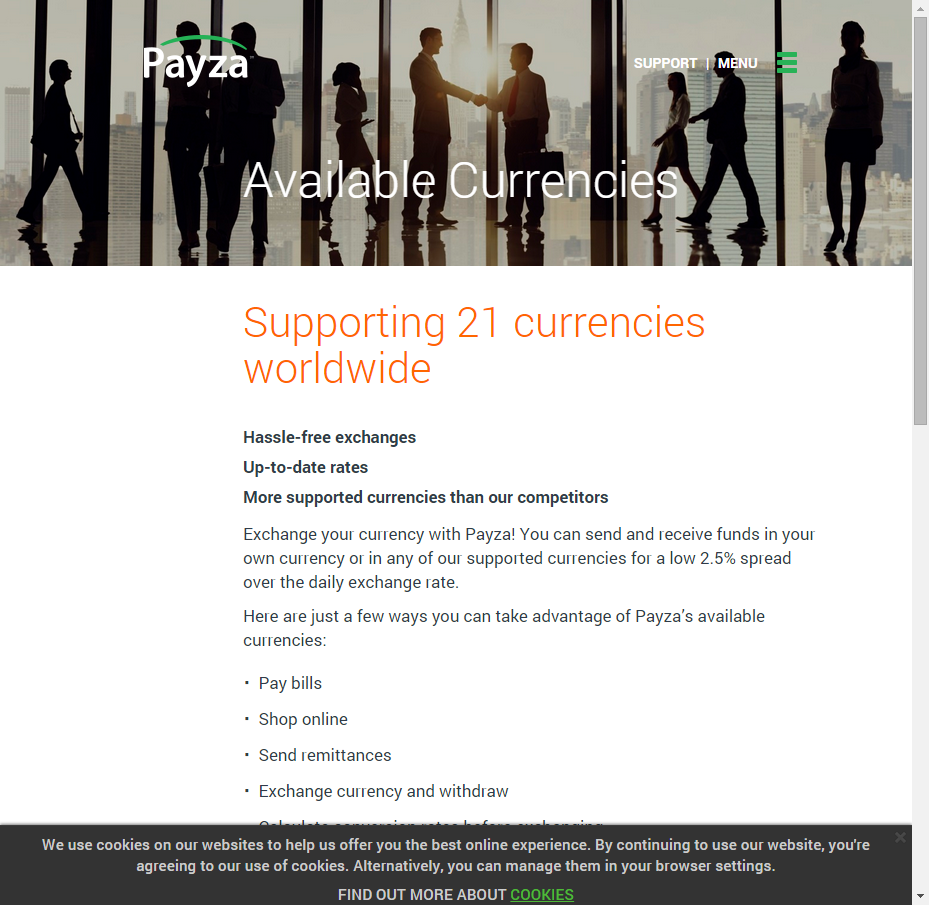 Payza
SUPPORT | MENU
Available Currencies
Supporting 21 currencies
worldwide
Hassle-free exchanges
Up-to-date rates
More supported currencies than our competitors
Exchange your currency with Payza! You can send and receive funds in your
own currency or in any of our supported currencies for a low 2.5% spread
over the daily exchange rate.
Here are just a few ways you can take advantage of Payza’s available
currencies:
• Pay bills
• Shop online
• Send remittances
• Exchange currency and withdraw
• Calculate conversion rates before exchanging
We use cookies on our websites to help us offer you the best online experience. By continuing to use our website, you're
agreeing to our use of cookies. Alternatively, you can manage them in your browser settings.
FIND OUT MORE ABOUT COOKIES